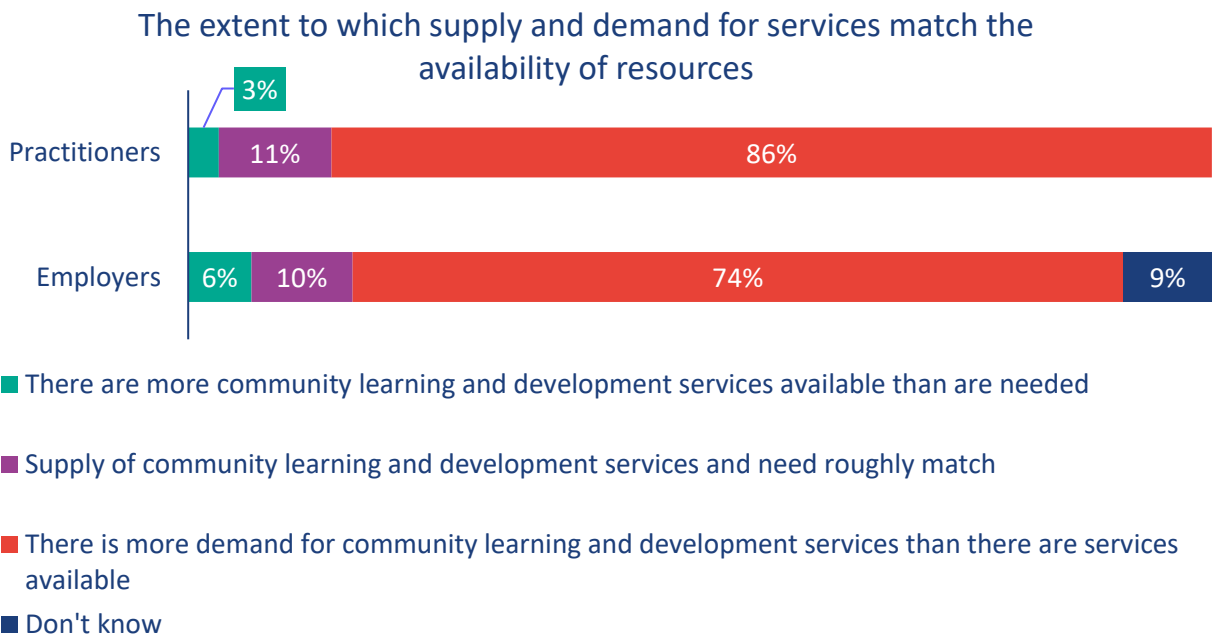 The extent to which supply and demand for services match the
availability of resources
3%
Practitioners 11% 86%
Employers 6% 10% 74% 9%
There are more community learning and development services available than are needed
Supply of community learning and development services and need roughly match
There is more demand for community learning and development services than there are services
available
Don't know